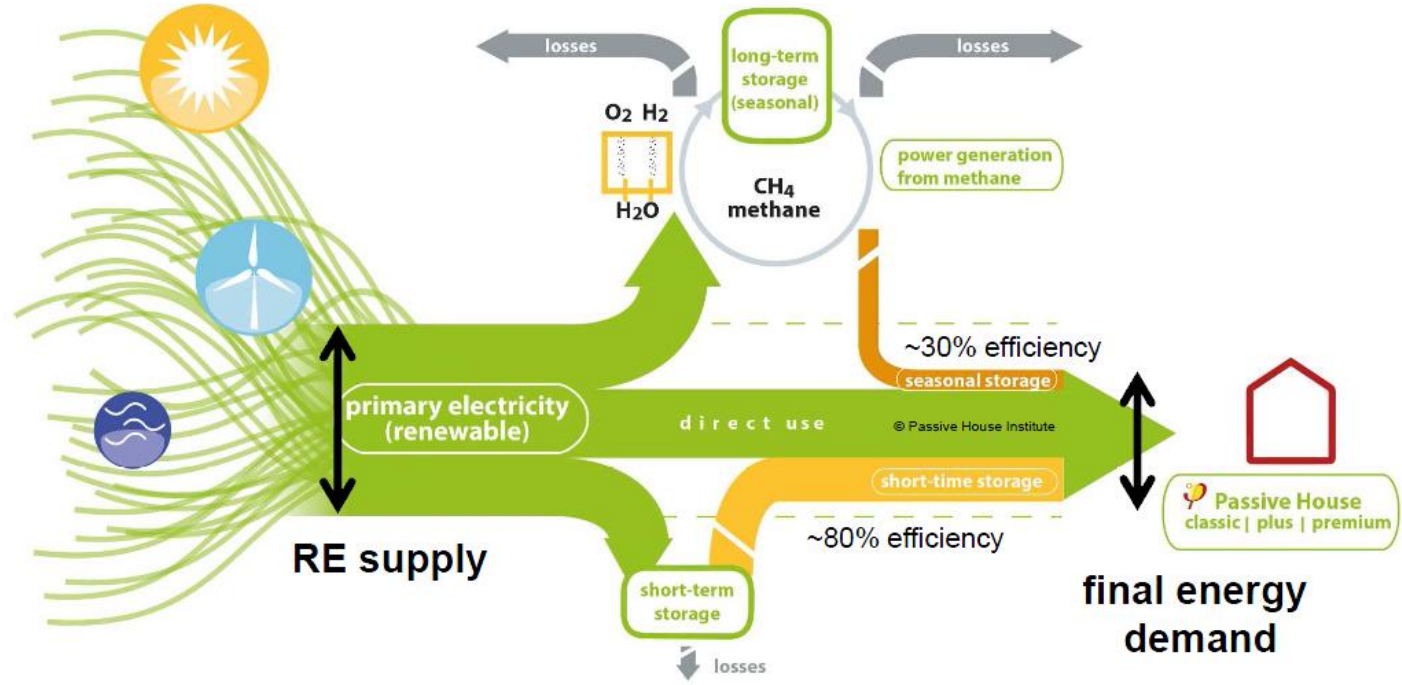 losses
long-term
storage
(seasonal)
losses
O2 H2
H2O
CH4
methane
power generation
from methane
~30% efficiency
seasonal storage
primary electricity
(renewable)
direct use
© Passive House Institute
short-time storage
~80% efficiency
RE supply
short-term
storage
losses
final energy
demand
Passive House
classic | plus | premium